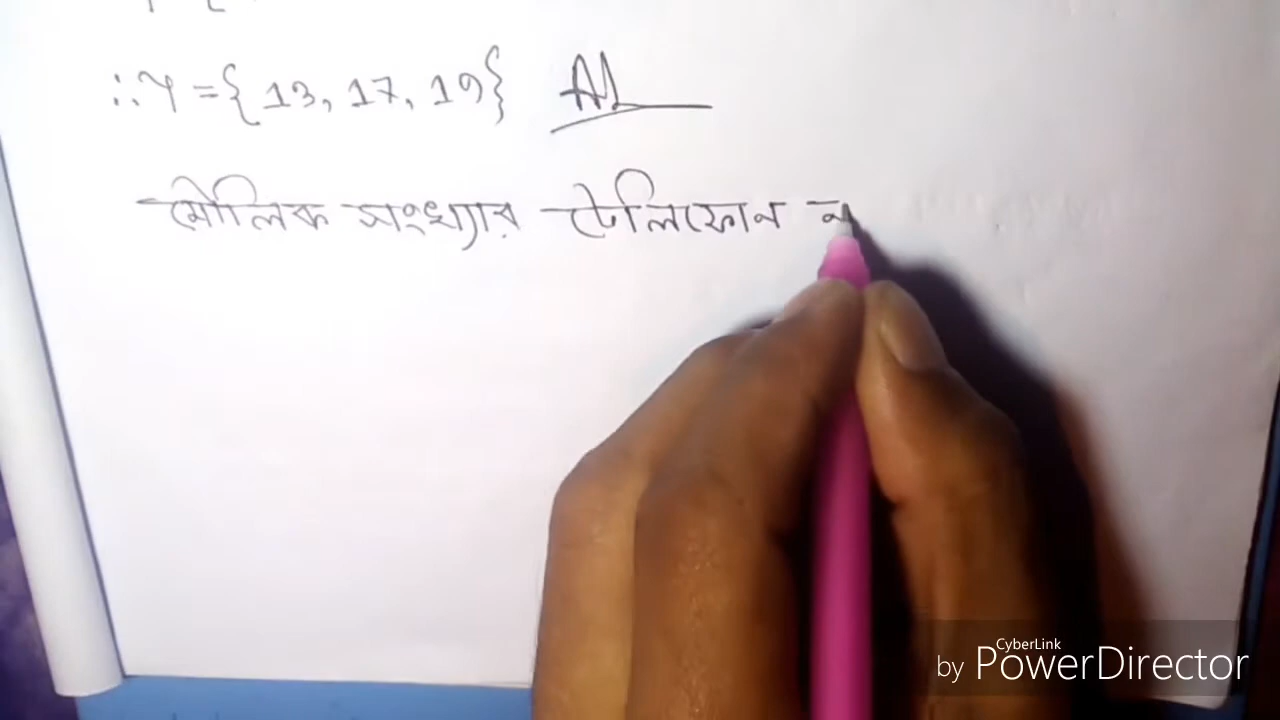 ∴ Y = {13, 17, 19} Ans
মৌলিক সংখ্যার টেলিফোন ন
CyberLink
by PowerDirector